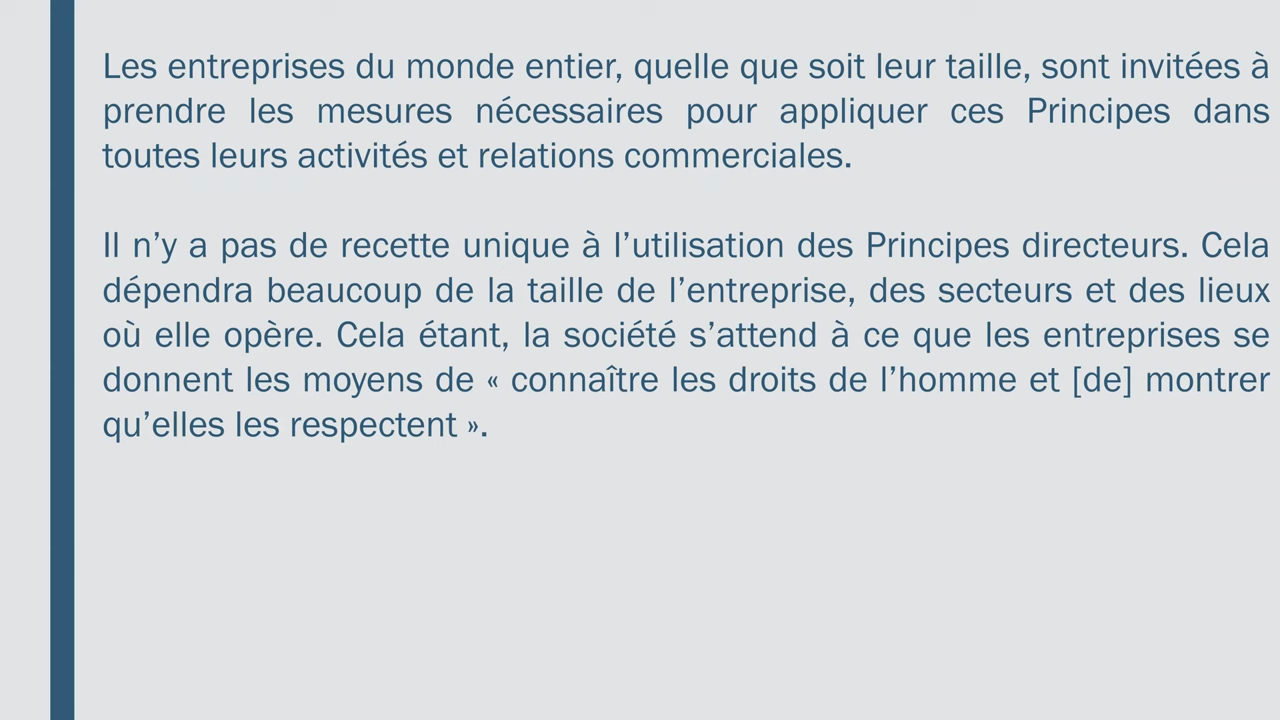 Les entreprises du monde entier, quelle que soit leur taille, sont invitées à
prendre les mesures nécessaires pour appliquer ces Principes dans
toutes leurs activités et relations commerciales.
Il n’y a pas de recette unique à l’utilisation des Principes directeurs. Cela
dépendra beaucoup de la taille de l’entreprise, des secteurs et des lieux
où elle opère. Cela étant, la société s’attend à ce que les entreprises se
donnent les moyens de « connaître les droits de l’homme et [de] montrer
qu’elles les respectent ».